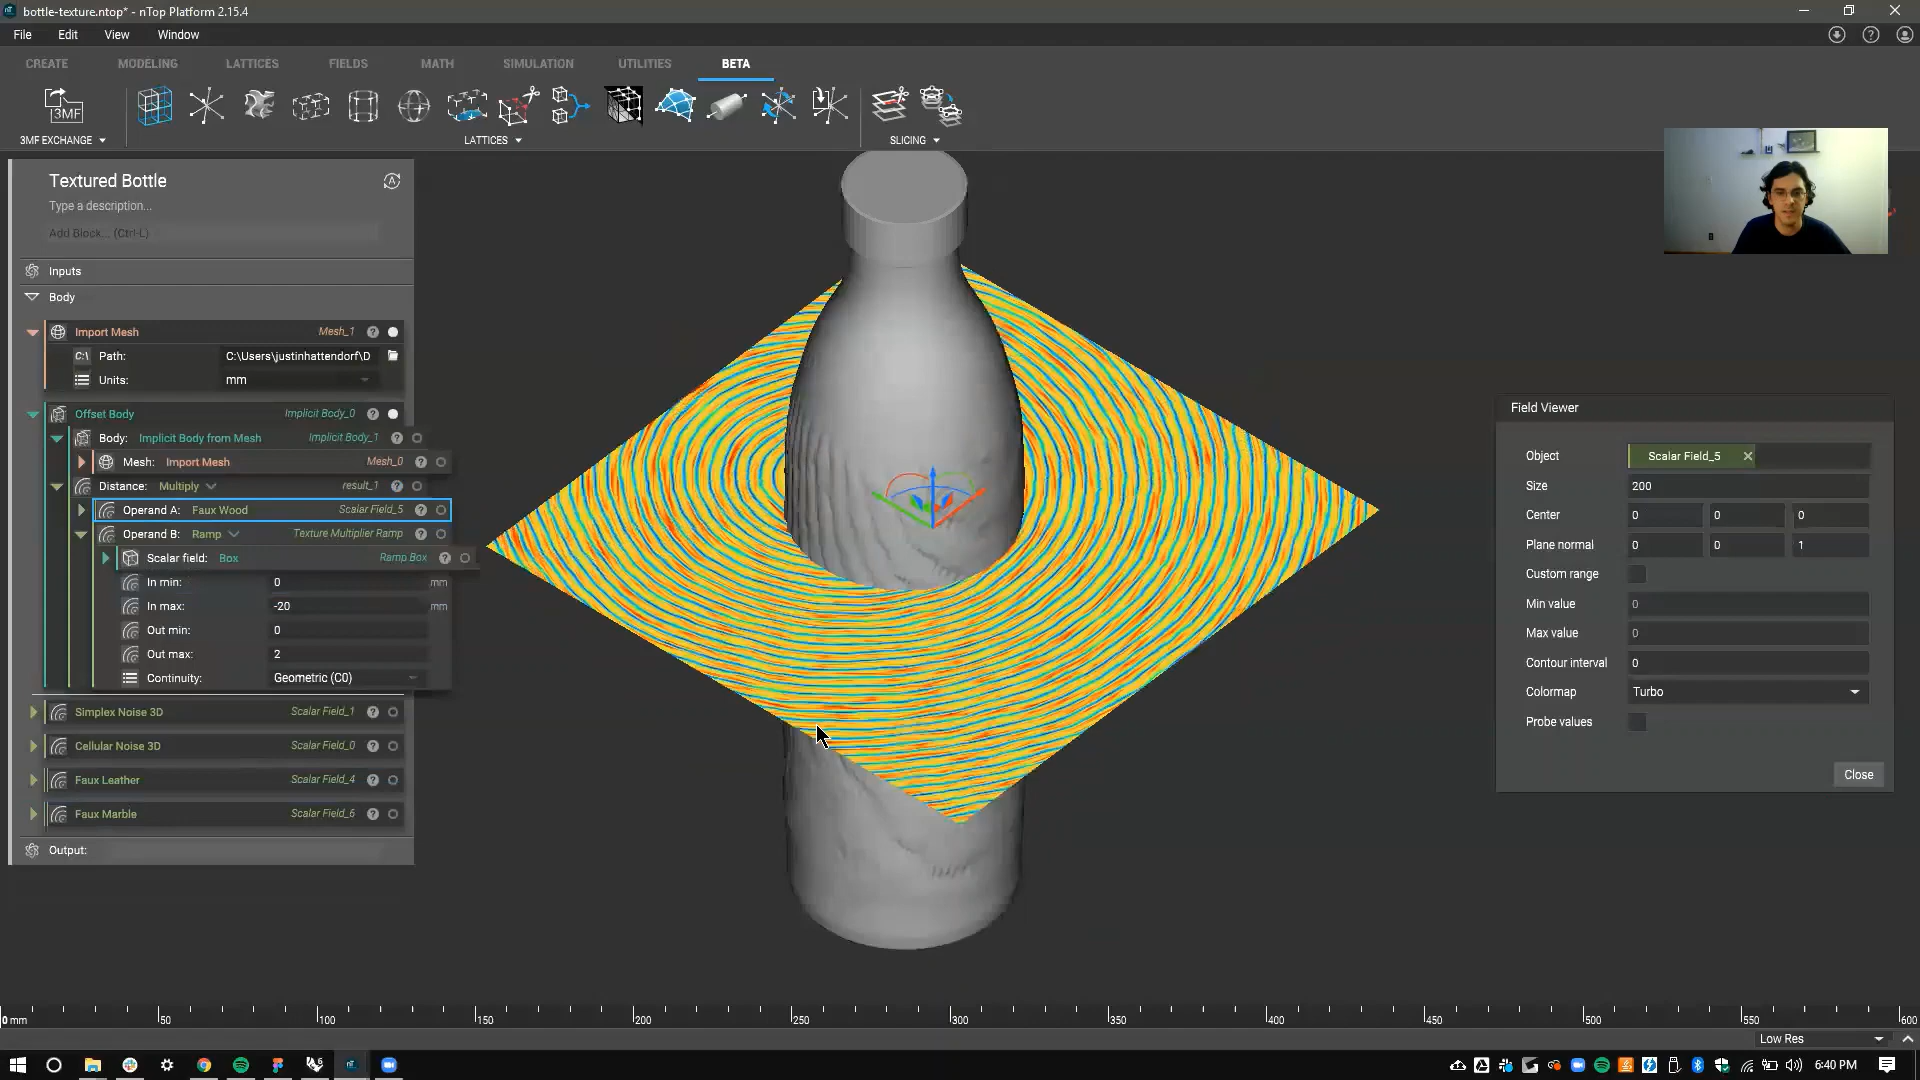 bottle-texture.ntop* - nTop Platform 2.15.4
File Edit View Window
CREATE MODELING LATTICES FIELDS MATH SIMULATION UTILITIES BETA
3MF
3MF EXCHANGE LATTICES SLICING
Textured Bottle
Type a description...
Add Block... (Ctrl-L)
Inputs
Body
Import Mesh Mesh_1
C:\ Path: C:\Users\justinhattendorf\D
Units: mm
Offset Body Implicit Body_0
Body: Implicit Body from Mesh Implicit Body_1
Mesh: Import Mesh Mesh_0
Distance: Multiply result_1
Operand A: Faux Wood Scalar Field_5
Operand B: Ramp Texture Multiplier Ramp
Scalar field: Box Ramp Box
In min: 0 mm
In max: -20 mm
Out min: 0
Out max: 2
Continuity: Geometric (C0)
Simplex Noise 3D Scalar Field_1
Cellular Noise 3D Scalar Field_0
Faux Leather Scalar Field_4
Faux Marble Scalar Field_6
Output:
Field Viewer
Object Scalar Field_5
Size 200
Center 0 0 0
Plane normal 0 0 1
Custom range
Min value 0
Max value 0
Contour interval 0
Colormap Turbo
Probe values
Close
0 mm 50 100 150 200 250 300 350 400 450 500 550 600
Low Res
6:40 PM